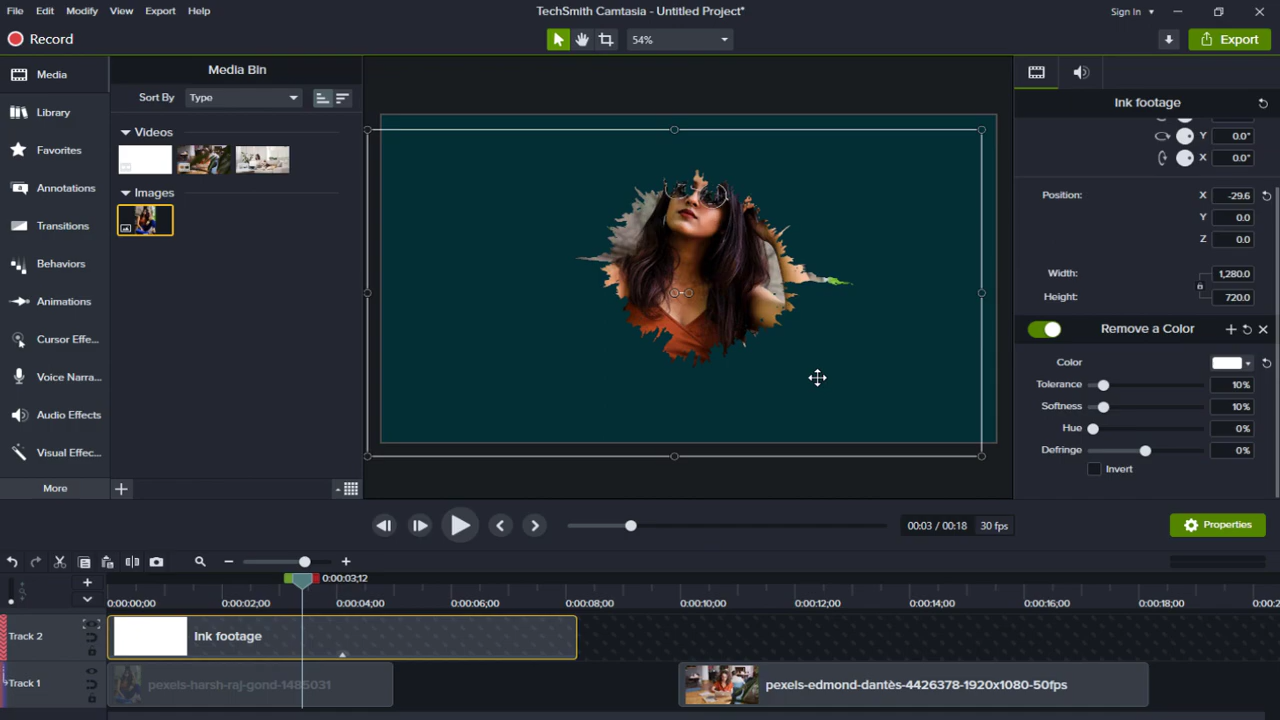 File Edit Modify View Export Help TechSmith Camtasia - Untitled Project* Sign In
Record 54% Export
Media
Library
Favorites
Annotations
Transitions
Behaviors
Animations
Cursor Effe...
Voice Narra...
Audio Effects
Visual Effec...
More
Media Bin
Sort By Type
Videos
Images
Ink footage
Y 0.0°
X 0.0°
Position: X -29.6
Y 0.0
Z 0.0
Width: 1,280.0
Height: 720.0
Remove a Color
Color
Tolerance 10%
Softness 10%
Hue 0%
Defringe 0%
Invert
00:03 / 00:18 30 fps
Properties
0:00:03;12
0:00:00;00 0:00:02;00 0:00:04;00 0:00:06;00 0:00:08;00 0:00:10;00 0:00:12;00 0:00:14;00 0:00:16;00 0:00:18;00 0:00:2
Track 2 Ink footage
Track 1 pexels-harsh-raj-gond-1485031 pexels-edmond-dantès-4426378-1920x1080-50fps